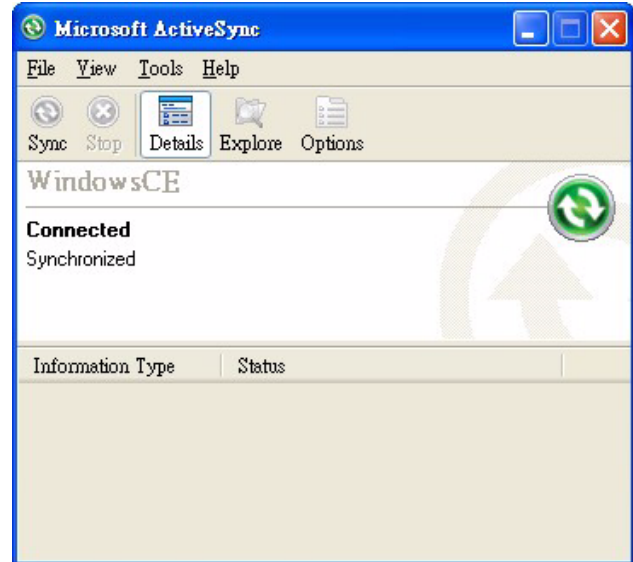 Microsoft ActiveSync
File View Tools Help
Sync Stop Details Explore Options
WindowsCE
Connected
Synchronized
Information Type Status